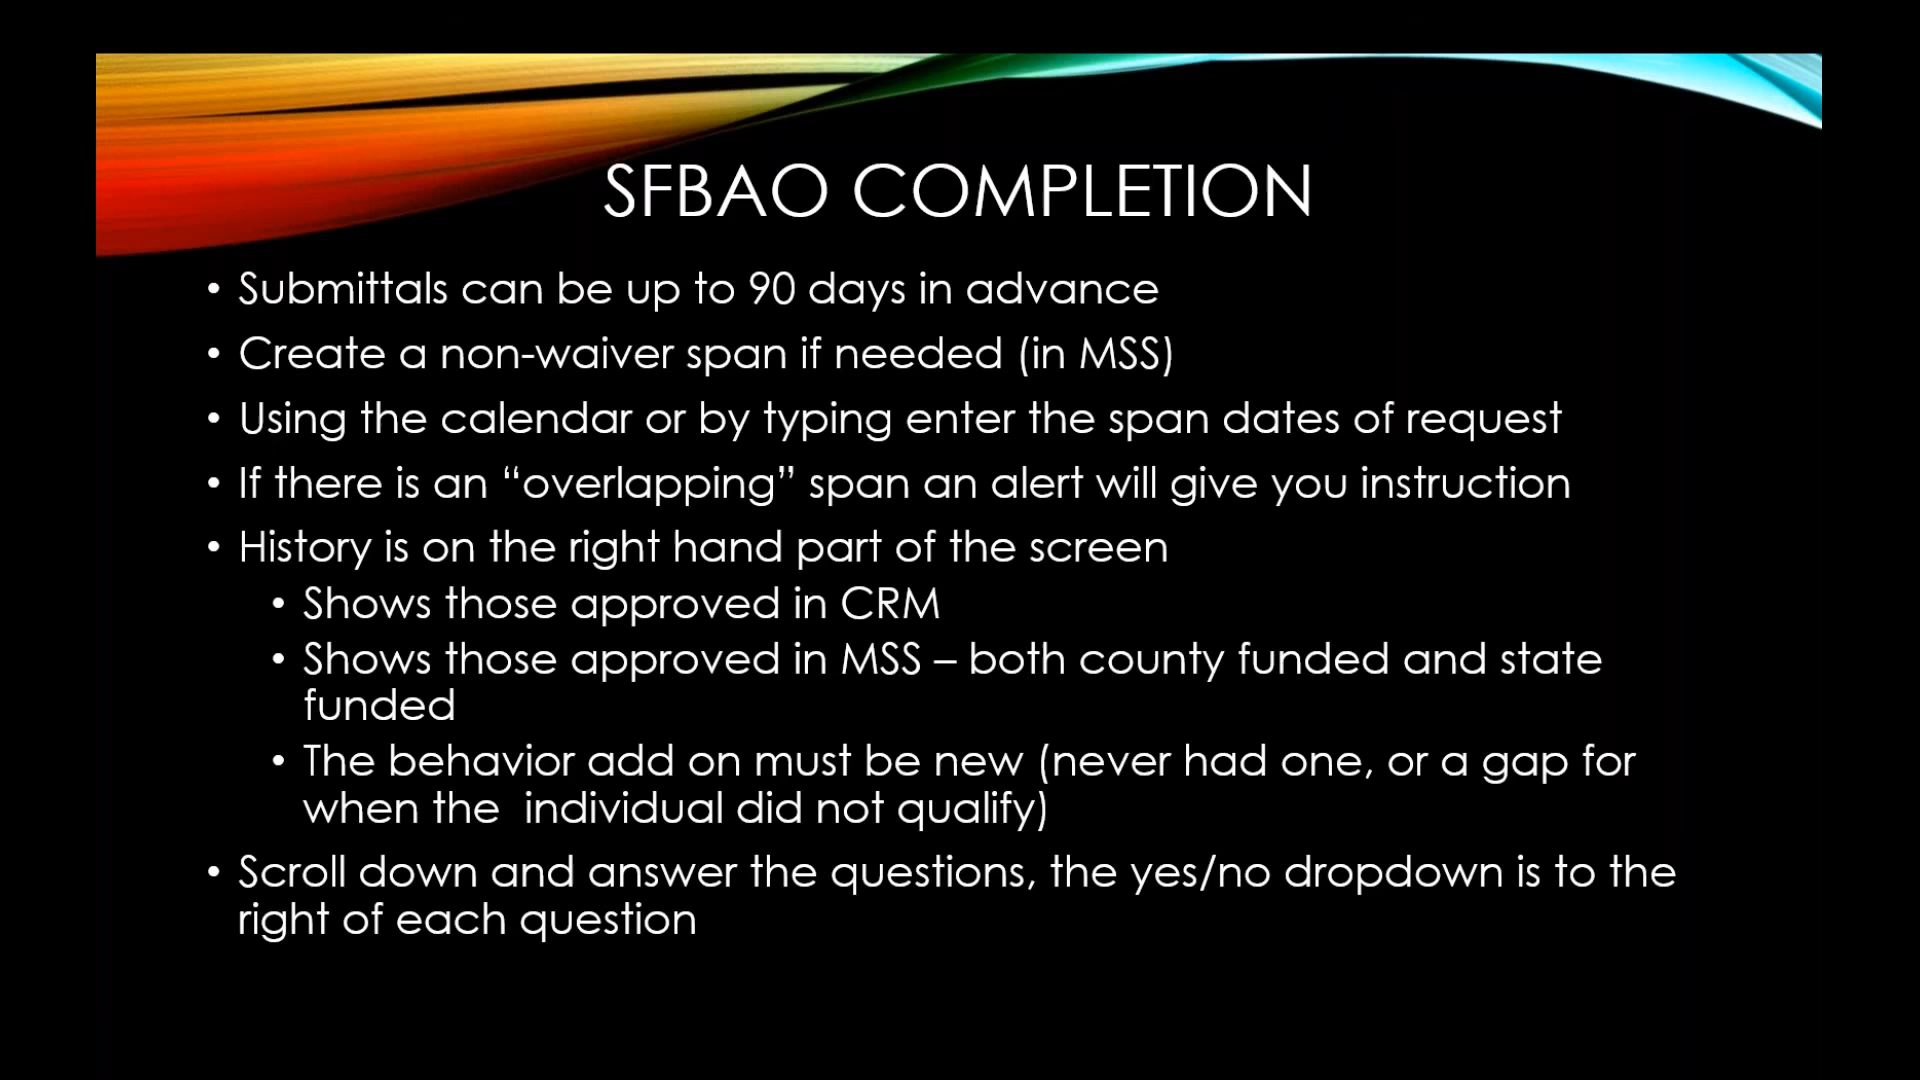 SFBAO COMPLETION
• Submittals can be up to 90 days in advance
• Create a non-waiver span if needed (in MSS)
• Using the calendar or by typing enter the span dates of request
• If there is an “overlapping” span an alert will give you instruction
• History is on the right hand part of the screen
• Shows those approved in CRM
• Shows those approved in MSS – both county funded and state
funded
• The behavior add on must be new (never had one, or a gap for
when the  individual did not qualify)
• Scroll down and answer the questions, the yes/no dropdown is to the
right of each question